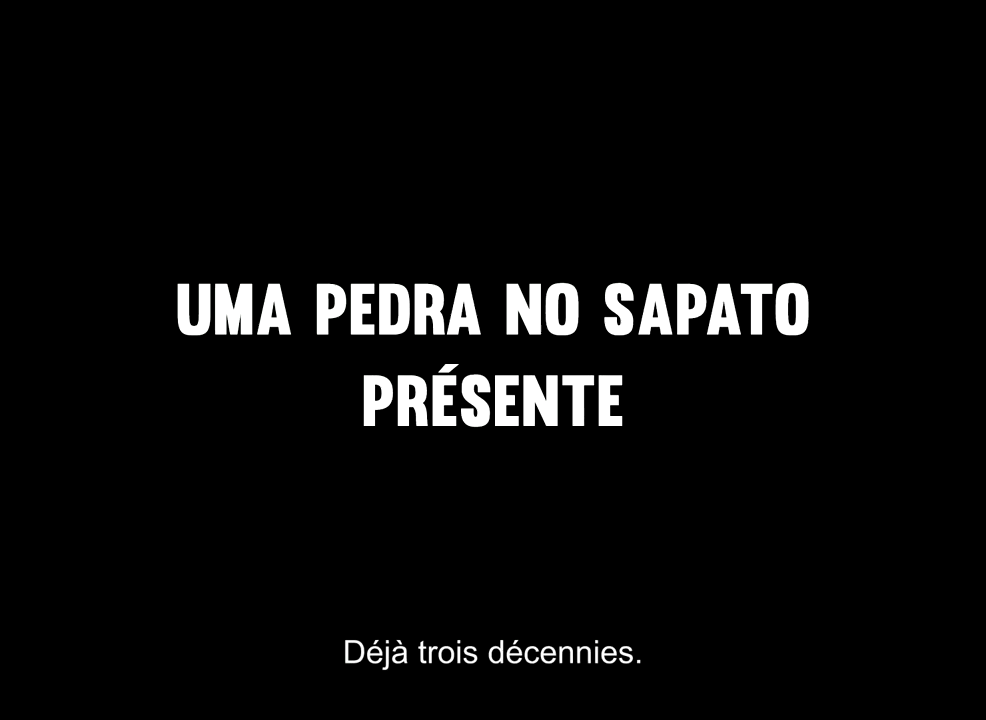 UMA PEDRA NO SAPATO
PRÉSENTE
Déjà trois décennies.